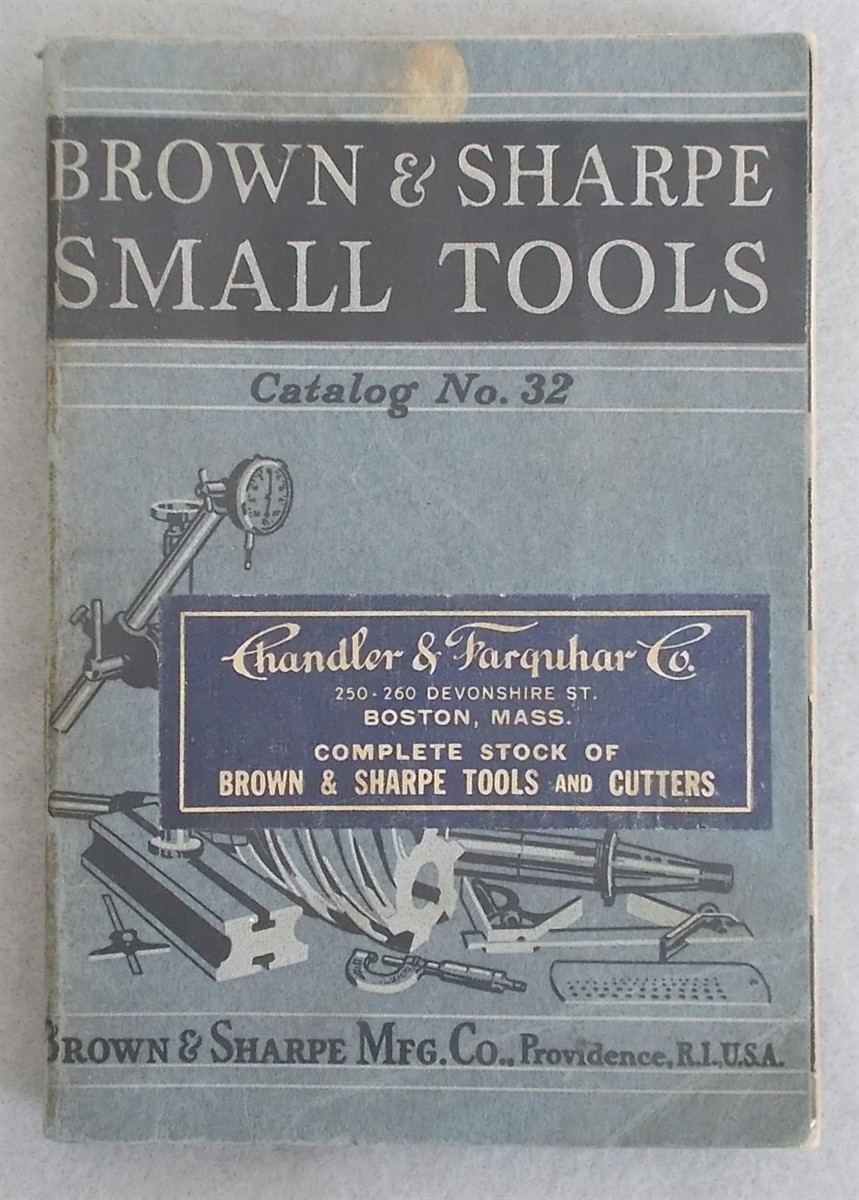 BROWN & SHARPE
SMALL TOOLS
Catalog No. 32
Chandler & Farquhar Co.
250-260 DEVONSHIRE ST.
BOSTON, MASS.
COMPLETE STOCK OF
BROWN & SHARPE TOOLS AND CUTTERS
BROWN & SHARPE MFG. CO., Providence, R.I., U.S.A.